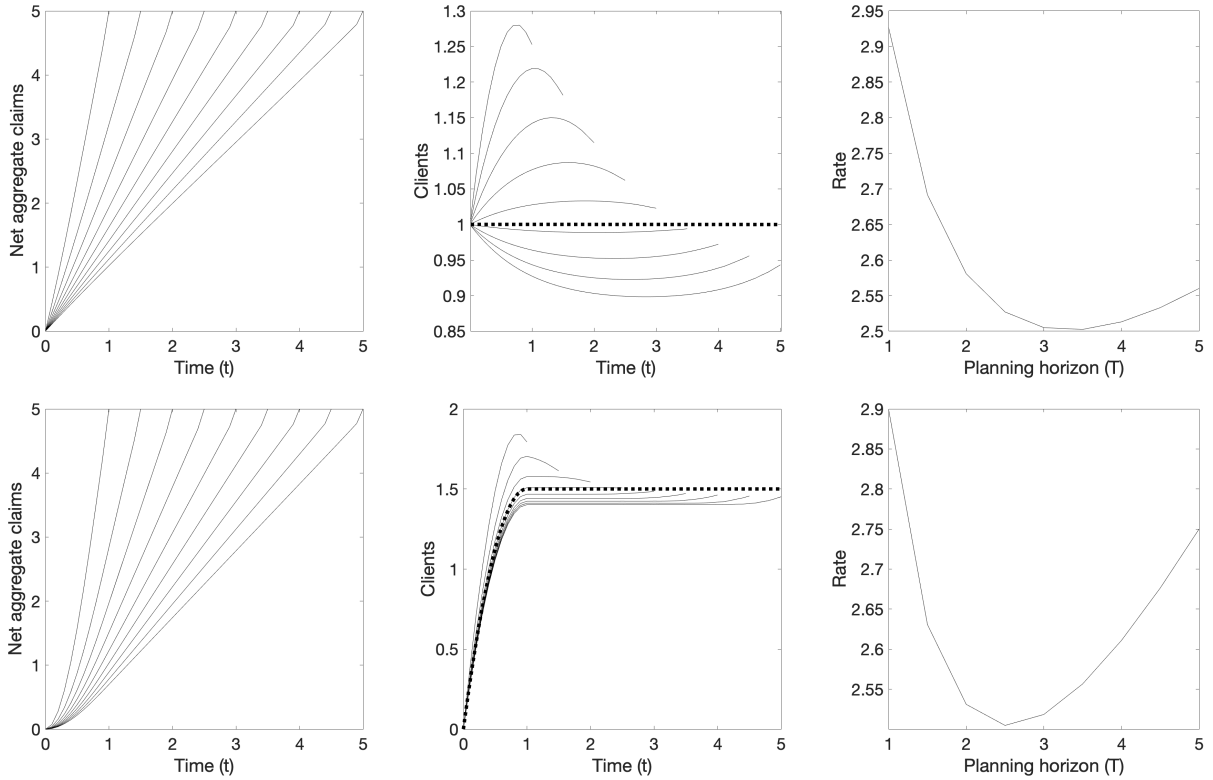 Net aggregate claims
5
4
3
2
1
0
0 1 2 3 4 5
Time (t)
Clients
1.3
1.25
1.2
1.15
1.1
1.05
1
0.95
0.9
0.85
1 2 3 4 5
Time (t)
Rate
2.95
2.9
2.85
2.8
2.75
2.7
2.65
2.6
2.55
2.5
1 2 3 4 5
Planning horizon (T)
Net aggregate claims
5
4
3
2
1
0
0 1 2 3 4 5
Time (t)
Clients
2
1.5
1
0.5
0
0 1 2 3 4 5
Time (t)
Rate
2.9
2.85
2.8
2.75
2.7
2.65
2.6
2.55
1 2 3 4 5
Planning horizon (T)